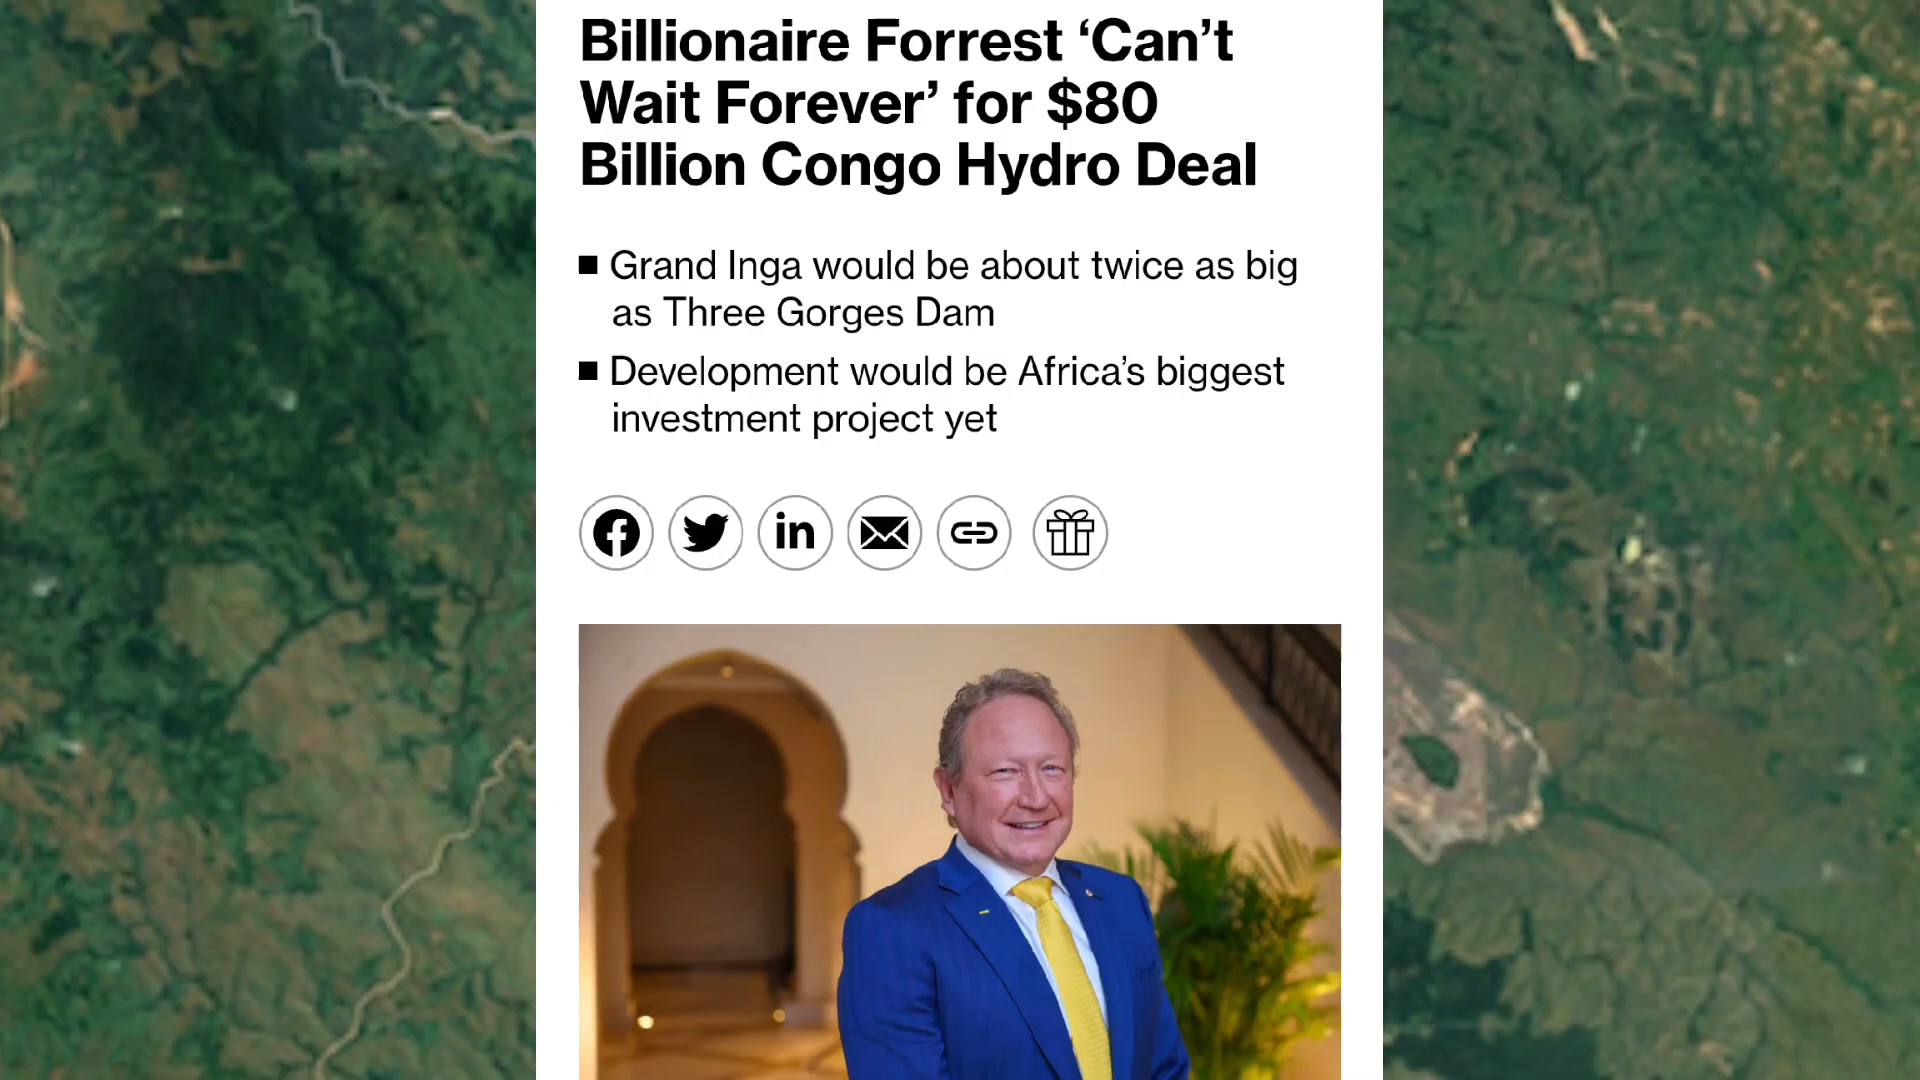 Billionaire Forrest ‘Can’t
Wait Forever’ for $80
Billion Congo Hydro Deal
Grand Inga would be about twice as big
as Three Gorges Dam
Development would be Africa’s biggest
investment project yet
in